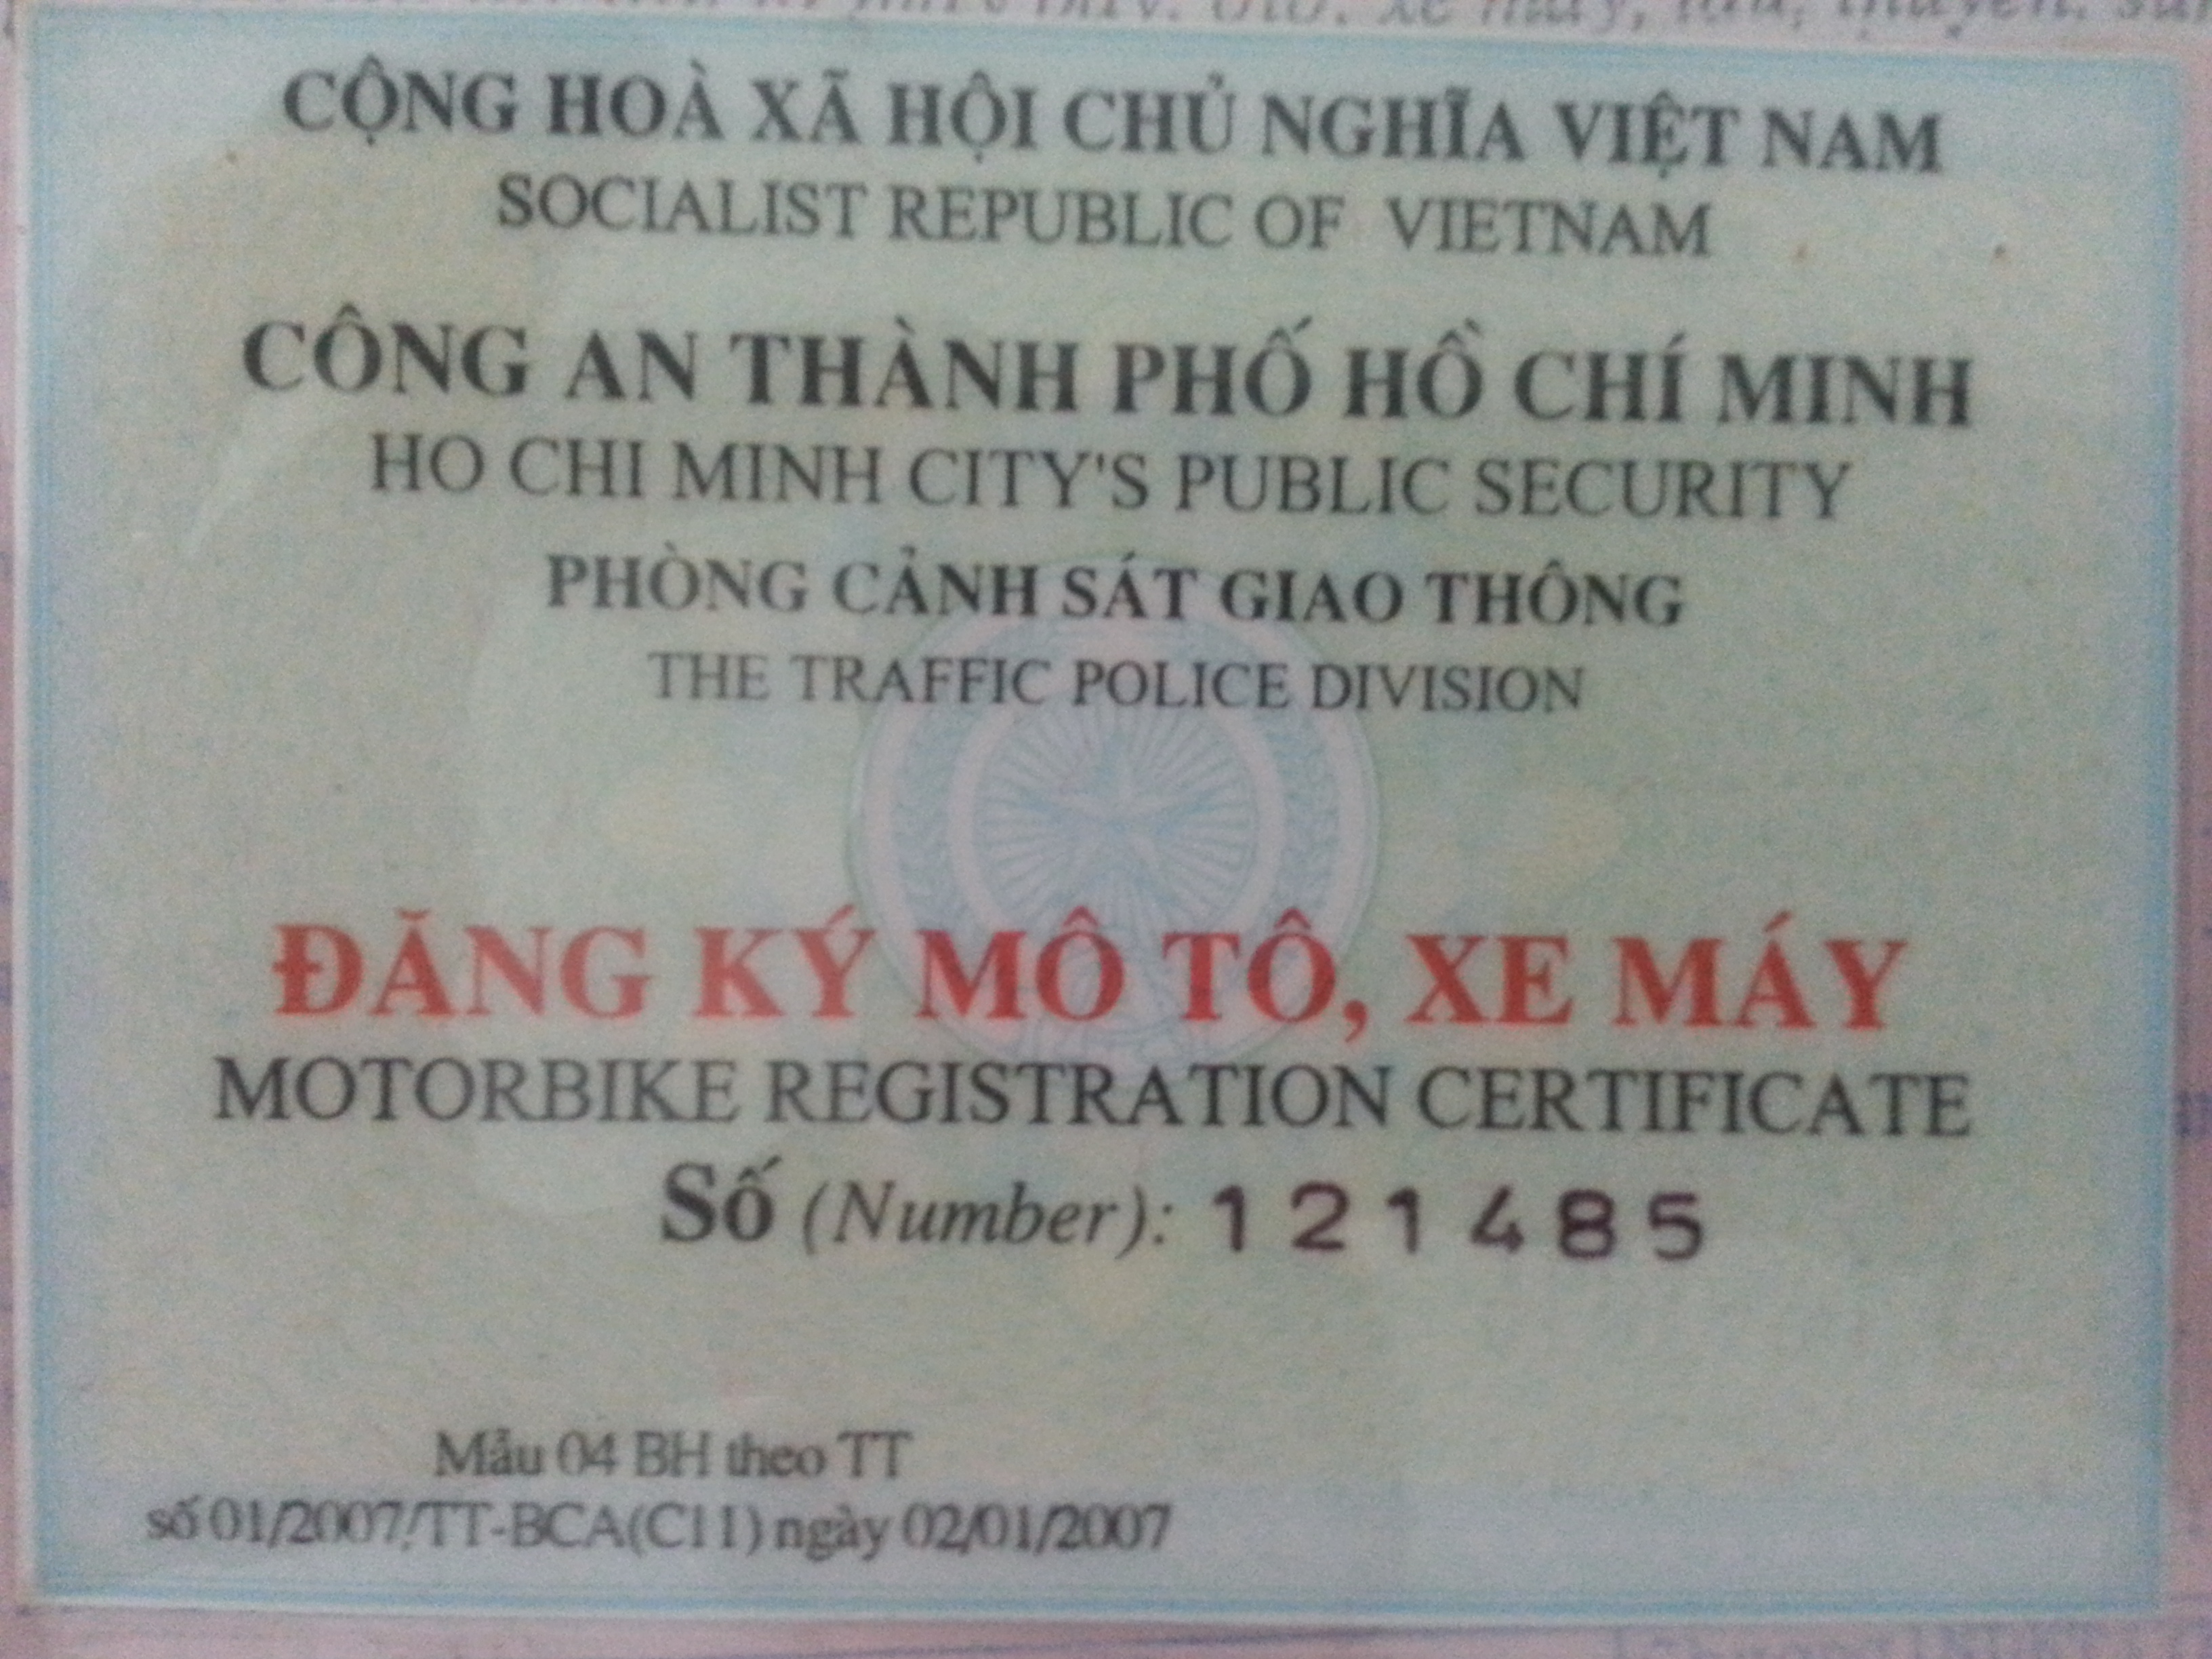 xe máy,
CỘNG HOÀ XÃ HỘI CHỦ NGHĨA VIỆT NAM
SOCIALIST REPUBLIC OF VIETNAM
CÔNG AN THÀNH PHỐ HỒ CHÍ MINH
HO CHI MINH CITY'S PUBLIC SECURITY
PHÒNG CẢNH SÁT GIAO THÔNG
THE TRAFFIC POLICE DIVISION
ĐĂNG KÝ MÔ TÔ, XE MÁY
MOTORBIKE REGISTRATION CERTIFICATE
Số (Number): 121485
Mẫu 04 BH theo TT
số 01/2007/TT-BCA(C11) ngày 02/01/2007